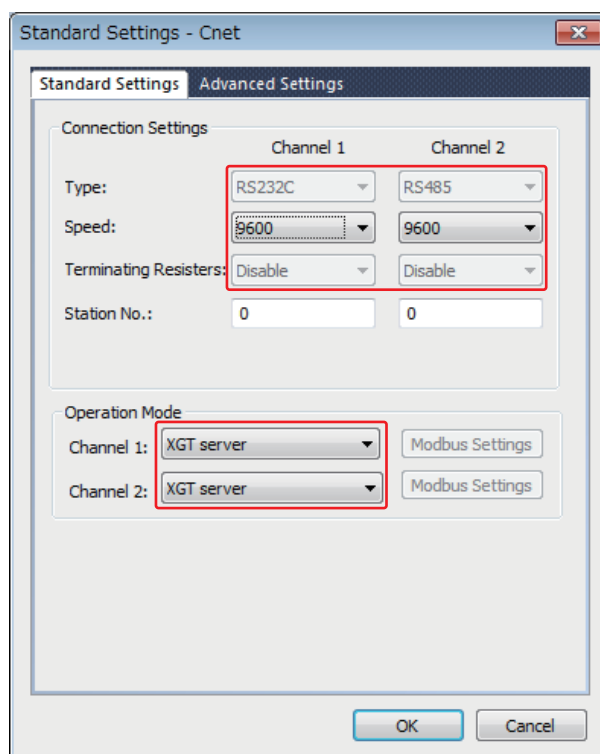 Standard Settings - Cnet
Standard Settings Advanced Settings
Connection Settings
Channel 1 Channel 2
Type: RS232C RS485
Speed: 9600 9600
Terminating Resisters: Disable Disable
Station No.: 0 0
Operation Mode
Channel 1: XGT server Modbus Settings
Channel 2: XGT server Modbus Settings
OK Cancel